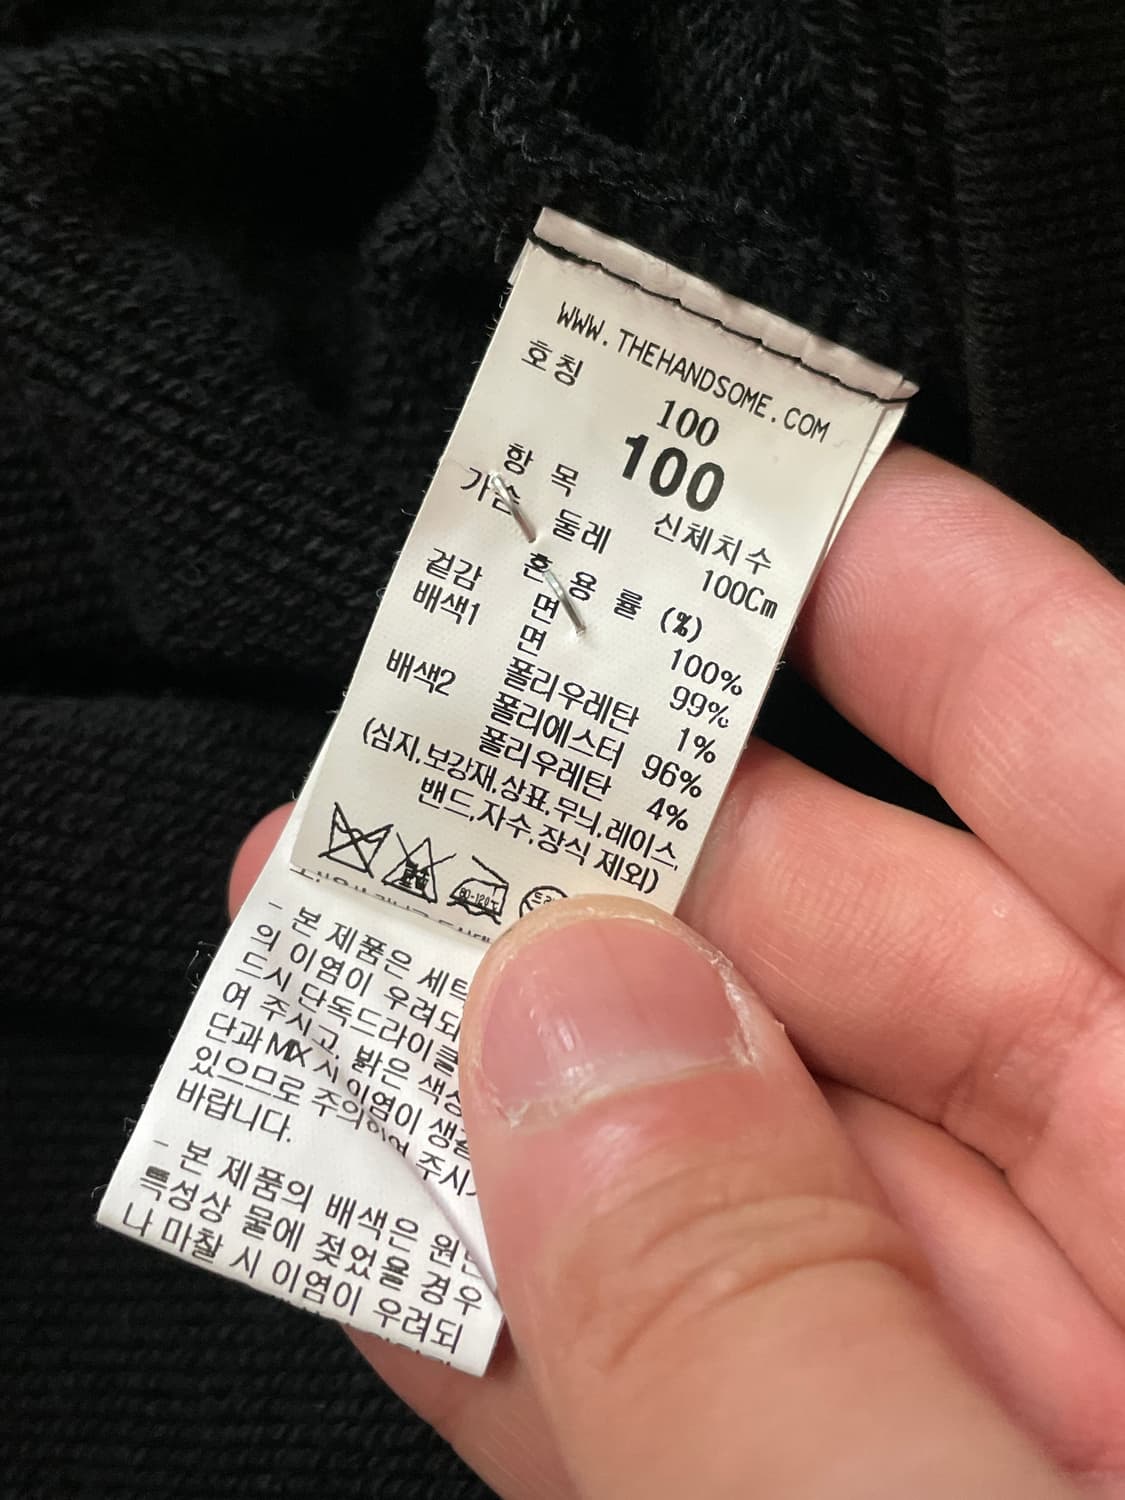 WWW.THEHANDSOME.COM
호칭 100
100
항 목 신체치수
가슴 둘레 100Cm
혼 용 률 (%)
겉감 면 100%
배색1 면 99%
폴리우레탄 1%
배색2 폴리에스터 96%
폴리우레탄 4%
(심지,보강재,상표,무늬,레이스,
밴드,자수,장식 제외)
80-120℃
드라이
- 본 제품은
의 이염이 우려되
드시 단독드라이클
여 주시고, 밝은 색상
단과 MIX 시 이염이
있으므로 주의하여 주시기
바랍니다.
- 본 제품의 배색은 원단
특성상 물에 젖었을 경우
나 마찰 시 이염이 우려되